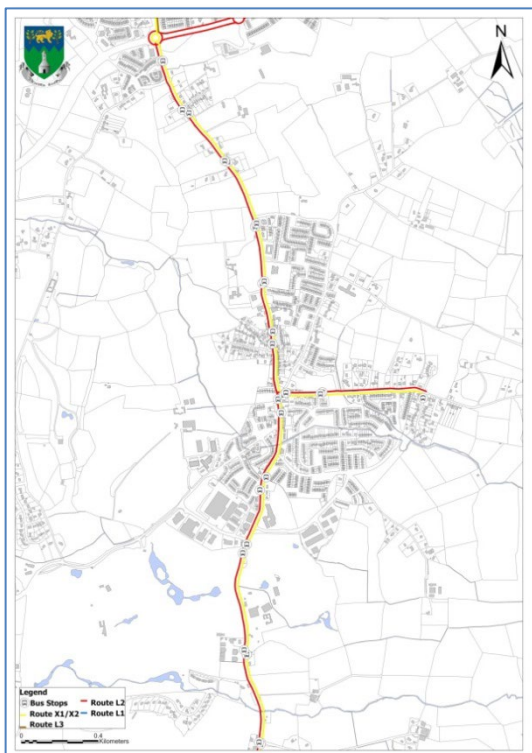 N
Legend
Bus Stops
Route L2
Route X1/X2
Route L1
Route L3
0
0.4
Kilometers